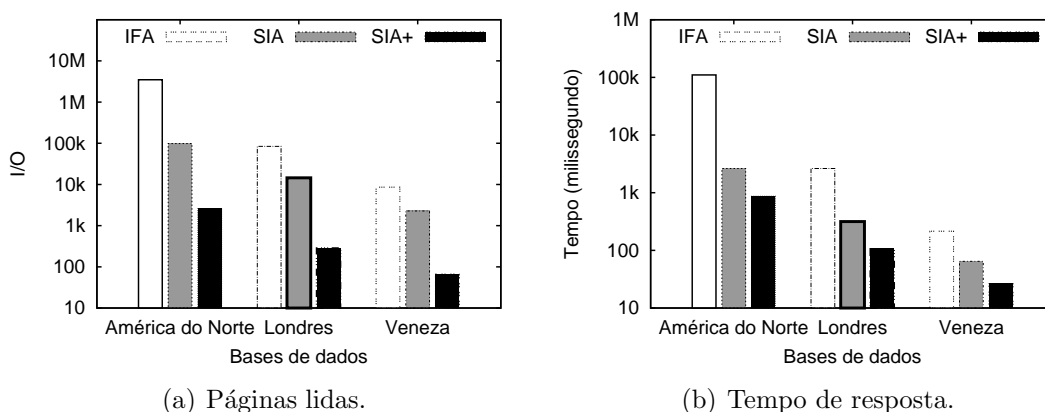 IFA SIA SIA+
10M
1M
100k
10k
1k
100
10
I/O
América do Norte Londres Veneza
Bases de dados
(a) Páginas lidas.
IFA SIA SIA+
1M
100k
10k
1k
100
10
Tempo (milissegundo)
América do Norte Londres Veneza
Bases de dados
(b) Tempo de resposta.